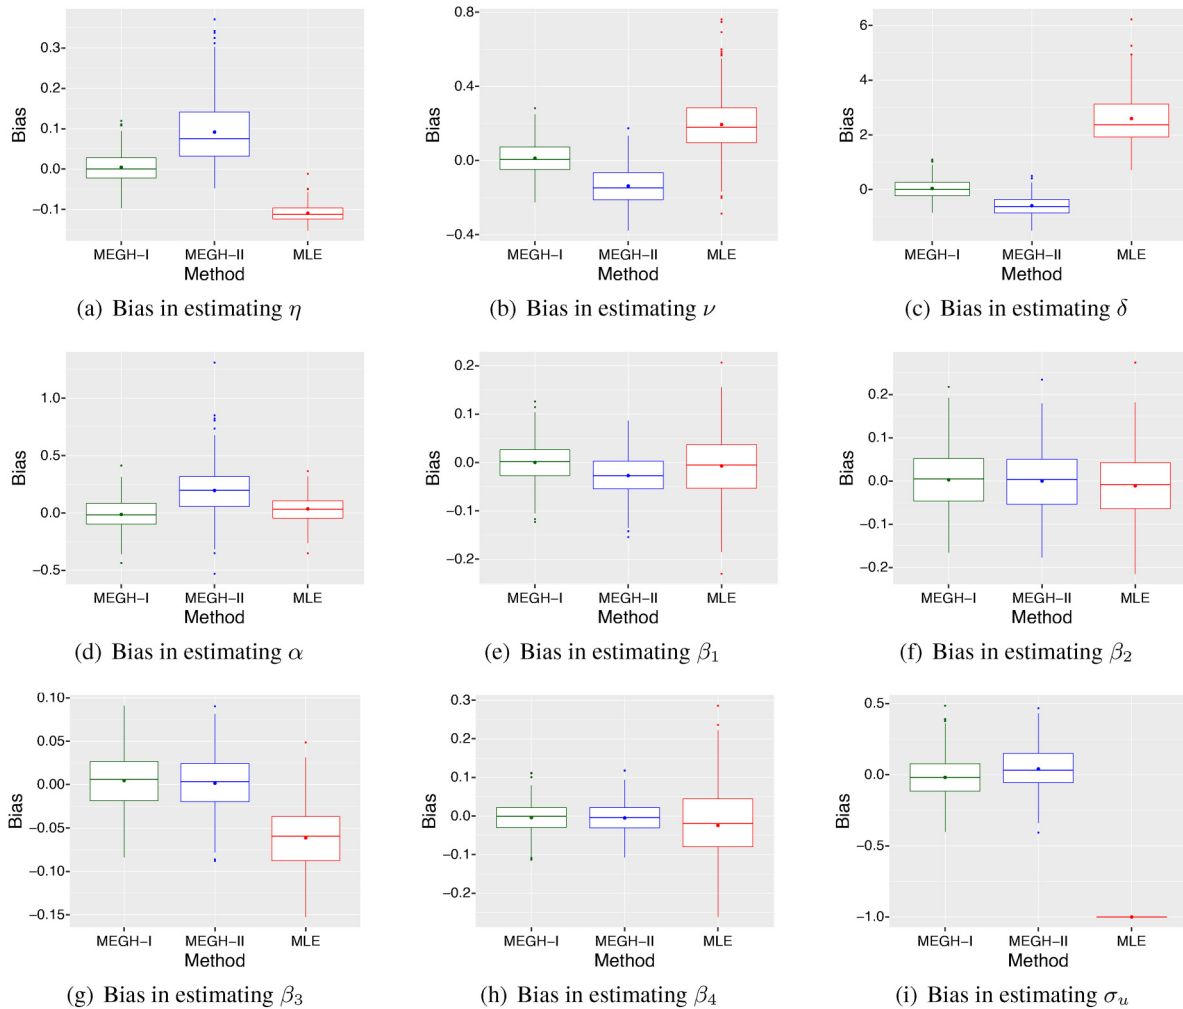 0.3
0.2
0.1
0.0
−0.1
Bias
MEGH−I MEGH−II MLE
Method
(a) Bias in estimating η
0.8
0.4
0.0
−0.4
Bias
MEGH−I MEGH−II MLE
Method
(b) Bias in estimating ν
6
4
2
0
Bias
MEGH−I MEGH−II MLE
Method
(c) Bias in estimating δ
1.0
0.5
0.0
−0.5
Bias
MEGH−I MEGH−II MLE
Method
(d) Bias in estimating α
0.2
0.1
0.0
−0.1
−0.2
Bias
MEGH−I MEGH−II MLE
Method
(e) Bias in estimating β₁
0.2
0.1
0.0
−0.1
−0.2
Bias
MEGH−I MEGH−II MLE
Method
(f) Bias in estimating β₂
0.10
0.05
0.00
−0.05
−0.10
−0.15
Bias
MEGH−I MEGH−II MLE
Method
(g) Bias in estimating β₃
0.3
0.2
0.1
0.0
−0.1
−0.2
Bias
MEGH−I MEGH−II MLE
Method
(h) Bias in estimating β₄
0.5
0.0
−0.5
−1.0
Bias
MEGH−I MEGH−II MLE
Method
(i) Bias in estimating σᵤ